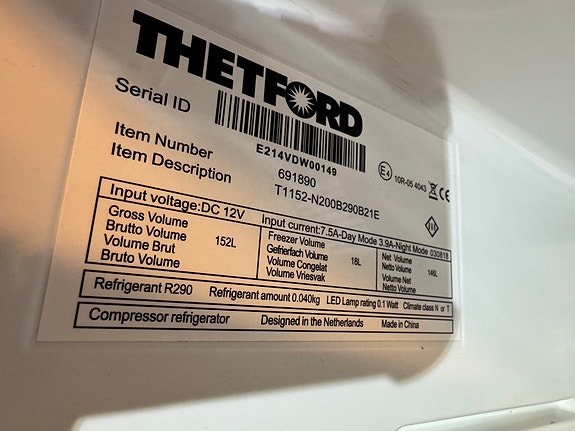 THETFORD
Serial ID
E214VDW00149
Item Number 691890
Item Description T1152-N200B290B21E
E4 10R-05 4043 CE
Input voltage:DC 12V Input current:7.5A-Day Mode 3.9A-Night Mode 030818
Gross Volume
Brutto Volume
Volume Brut
Bruto Volume
152L
Freezer Volume
Gefrierfach Volume
Volume Congelat
Volume Vriesvak
18L
Net Volume
Netto Volume
Volume Net
Netto Volume
146L
Refrigerant R290 Refrigerant amount 0.040kg LED Lamp rating 0.1 Watt Climate class N or T
Compressor refrigerator Designed in the Netherlands Made in China